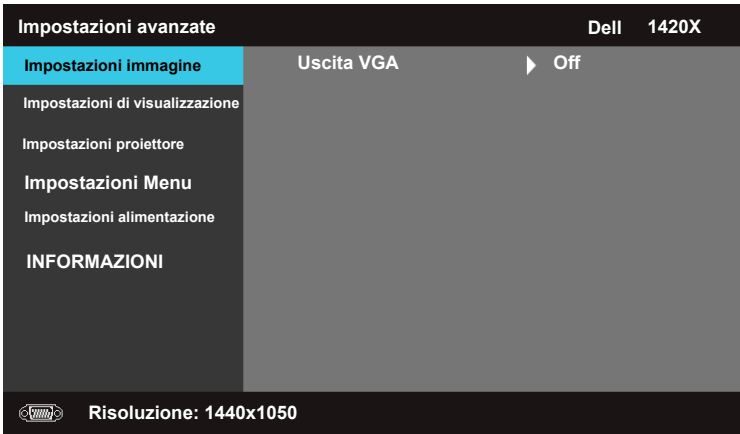 Impostazioni avanzate Dell 1420X
Impostazioni immagine Uscita VGA Off
Impostazioni di visualizzazione
Impostazioni proiettore
Impostazioni Menu
Impostazioni alimentazione
INFORMAZIONI
Risoluzione: 1440x1050